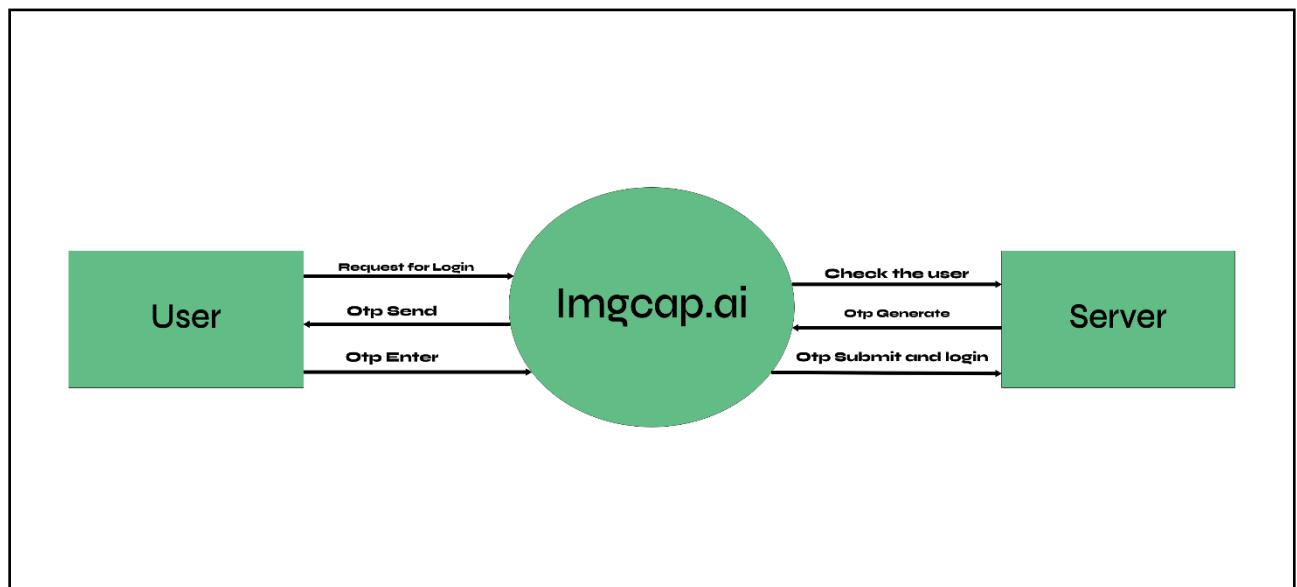 Request for Login
Check the user
User
Otp Send
Imgcap.ai
Otp Generate
Server
Otp Enter
Otp Submit and login